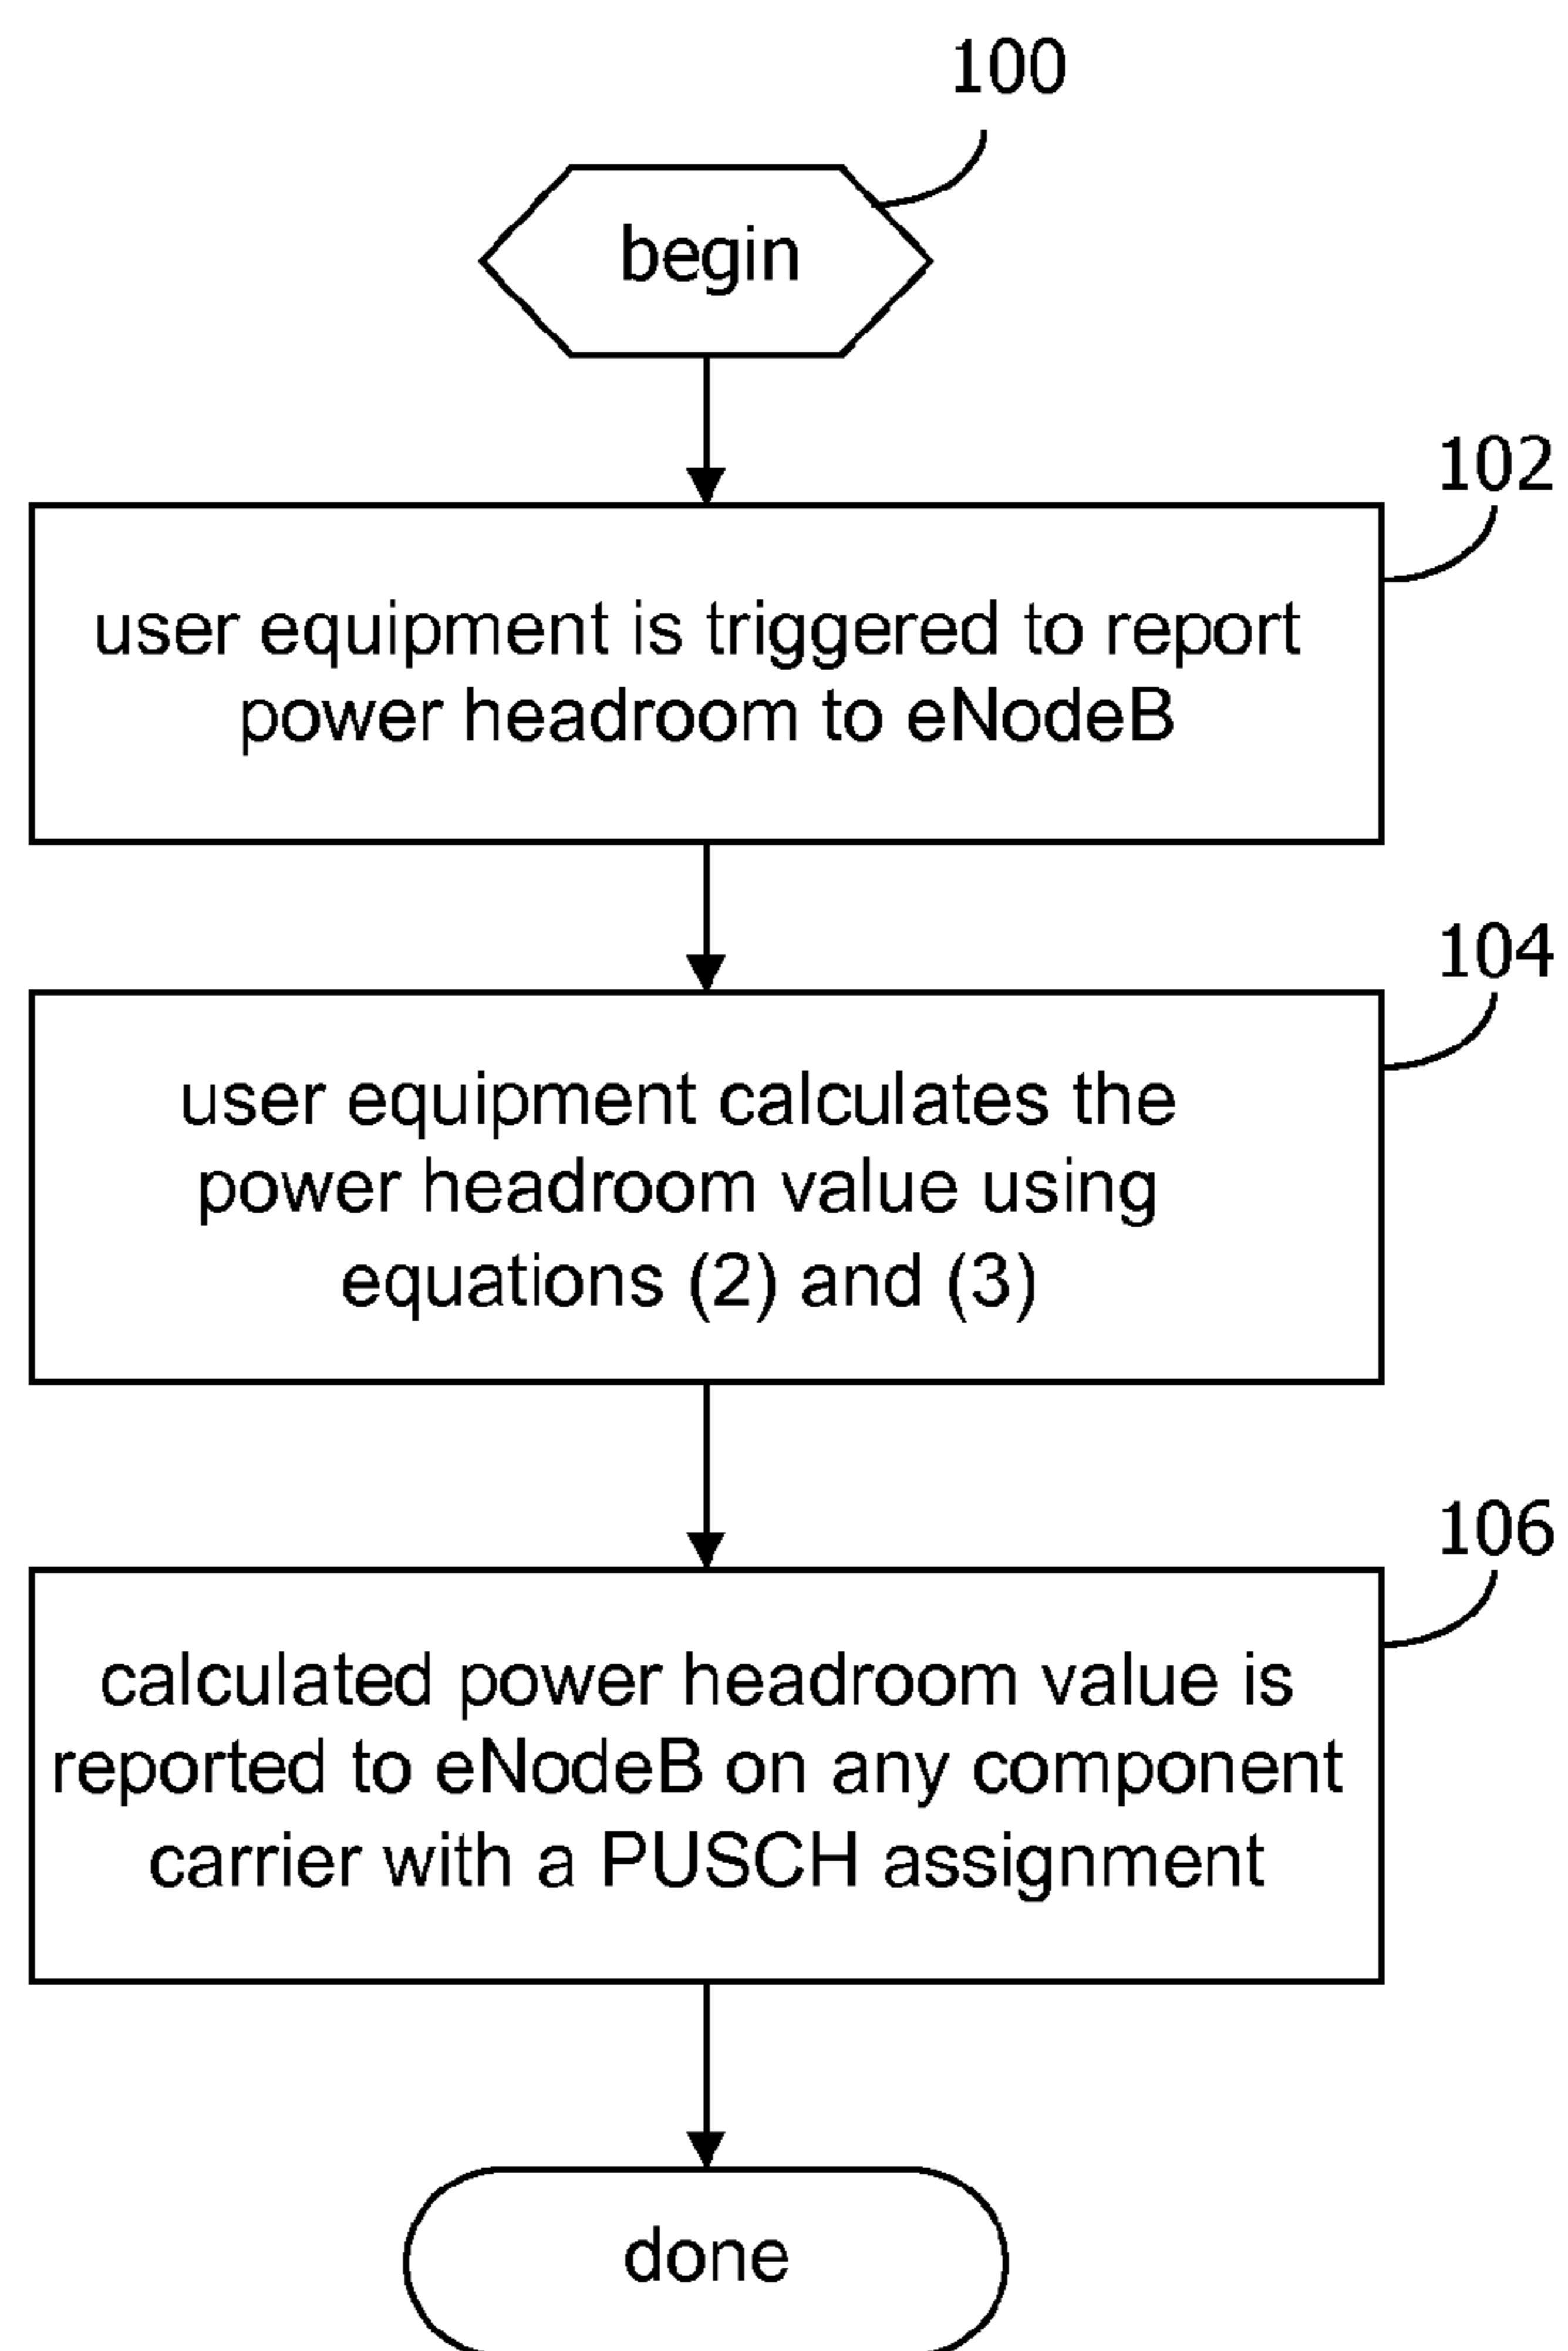 100
begin
102
user equipment is triggered to report
power headroom to eNodeB
104
user equipment calculates the
power headroom value using
equations (2) and (3)
106
calculated power headroom value is
reported to eNodeB on any component
carrier with a PUSCH assignment
done